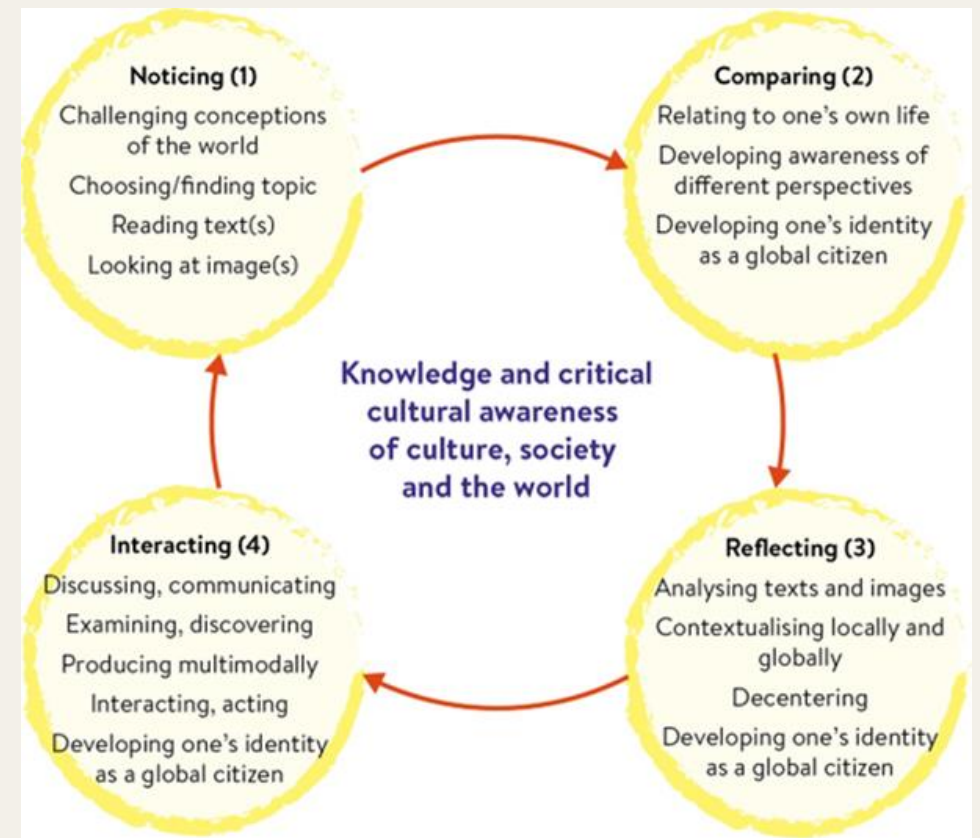 Noticing (1)
Challenging conceptions
of the world
Choosing/finding topic
Reading text(s)
Looking at image(s)
Comparing (2)
Relating to one's own life
Developing awareness of
different perspectives
Developing one's identity
as a global citizen
Knowledge and critical
cultural awareness
of culture, society
and the world
Reflecting (3)
Analysing texts and images
Contextualising locally and
globally
Decentering
Developing one's identity
as a global citizen
Interacting (4)
Discussing, communicating
Examining, discovering
Producing multimodally
Interacting, acting
Developing one's identity
as a global citizen